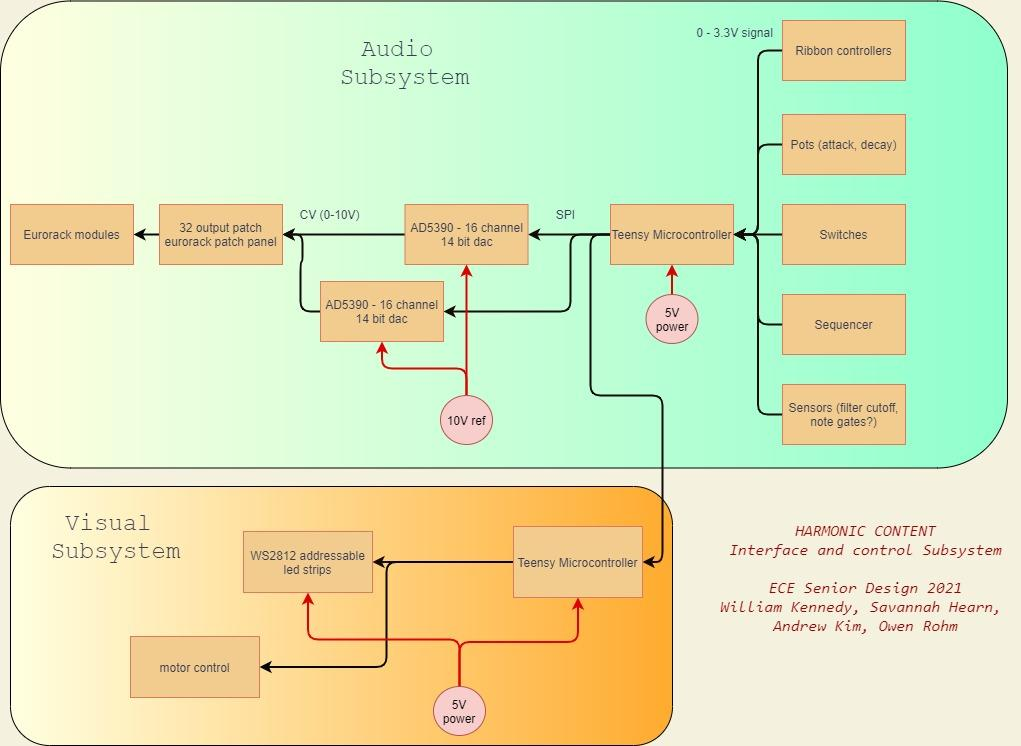 Audio
Subsystem
0 - 3.3V signal
Ribbon controllers
Pots (attack, decay)
Eurorack modules
32 output patch
eurorack patch panel
CV (0-10V)
AD5390 - 16 channel
14 bit dac
SPI
Teensy Microcontroller
Switches
AD5390 - 16 channel
14 bit dac
5V
power
Sequencer
10V ref
Sensors (filter cutoff,
note gates?)
Visual
Subsystem
WS2812 addressable
led strips
Teensy Microcontroller
motor control
5V
power
HARMONIC CONTENT
Interface and control Subsystem
ECE Senior Design 2021
William Kennedy, Savannah Hearn,
Andrew Kim, Owen Rohm